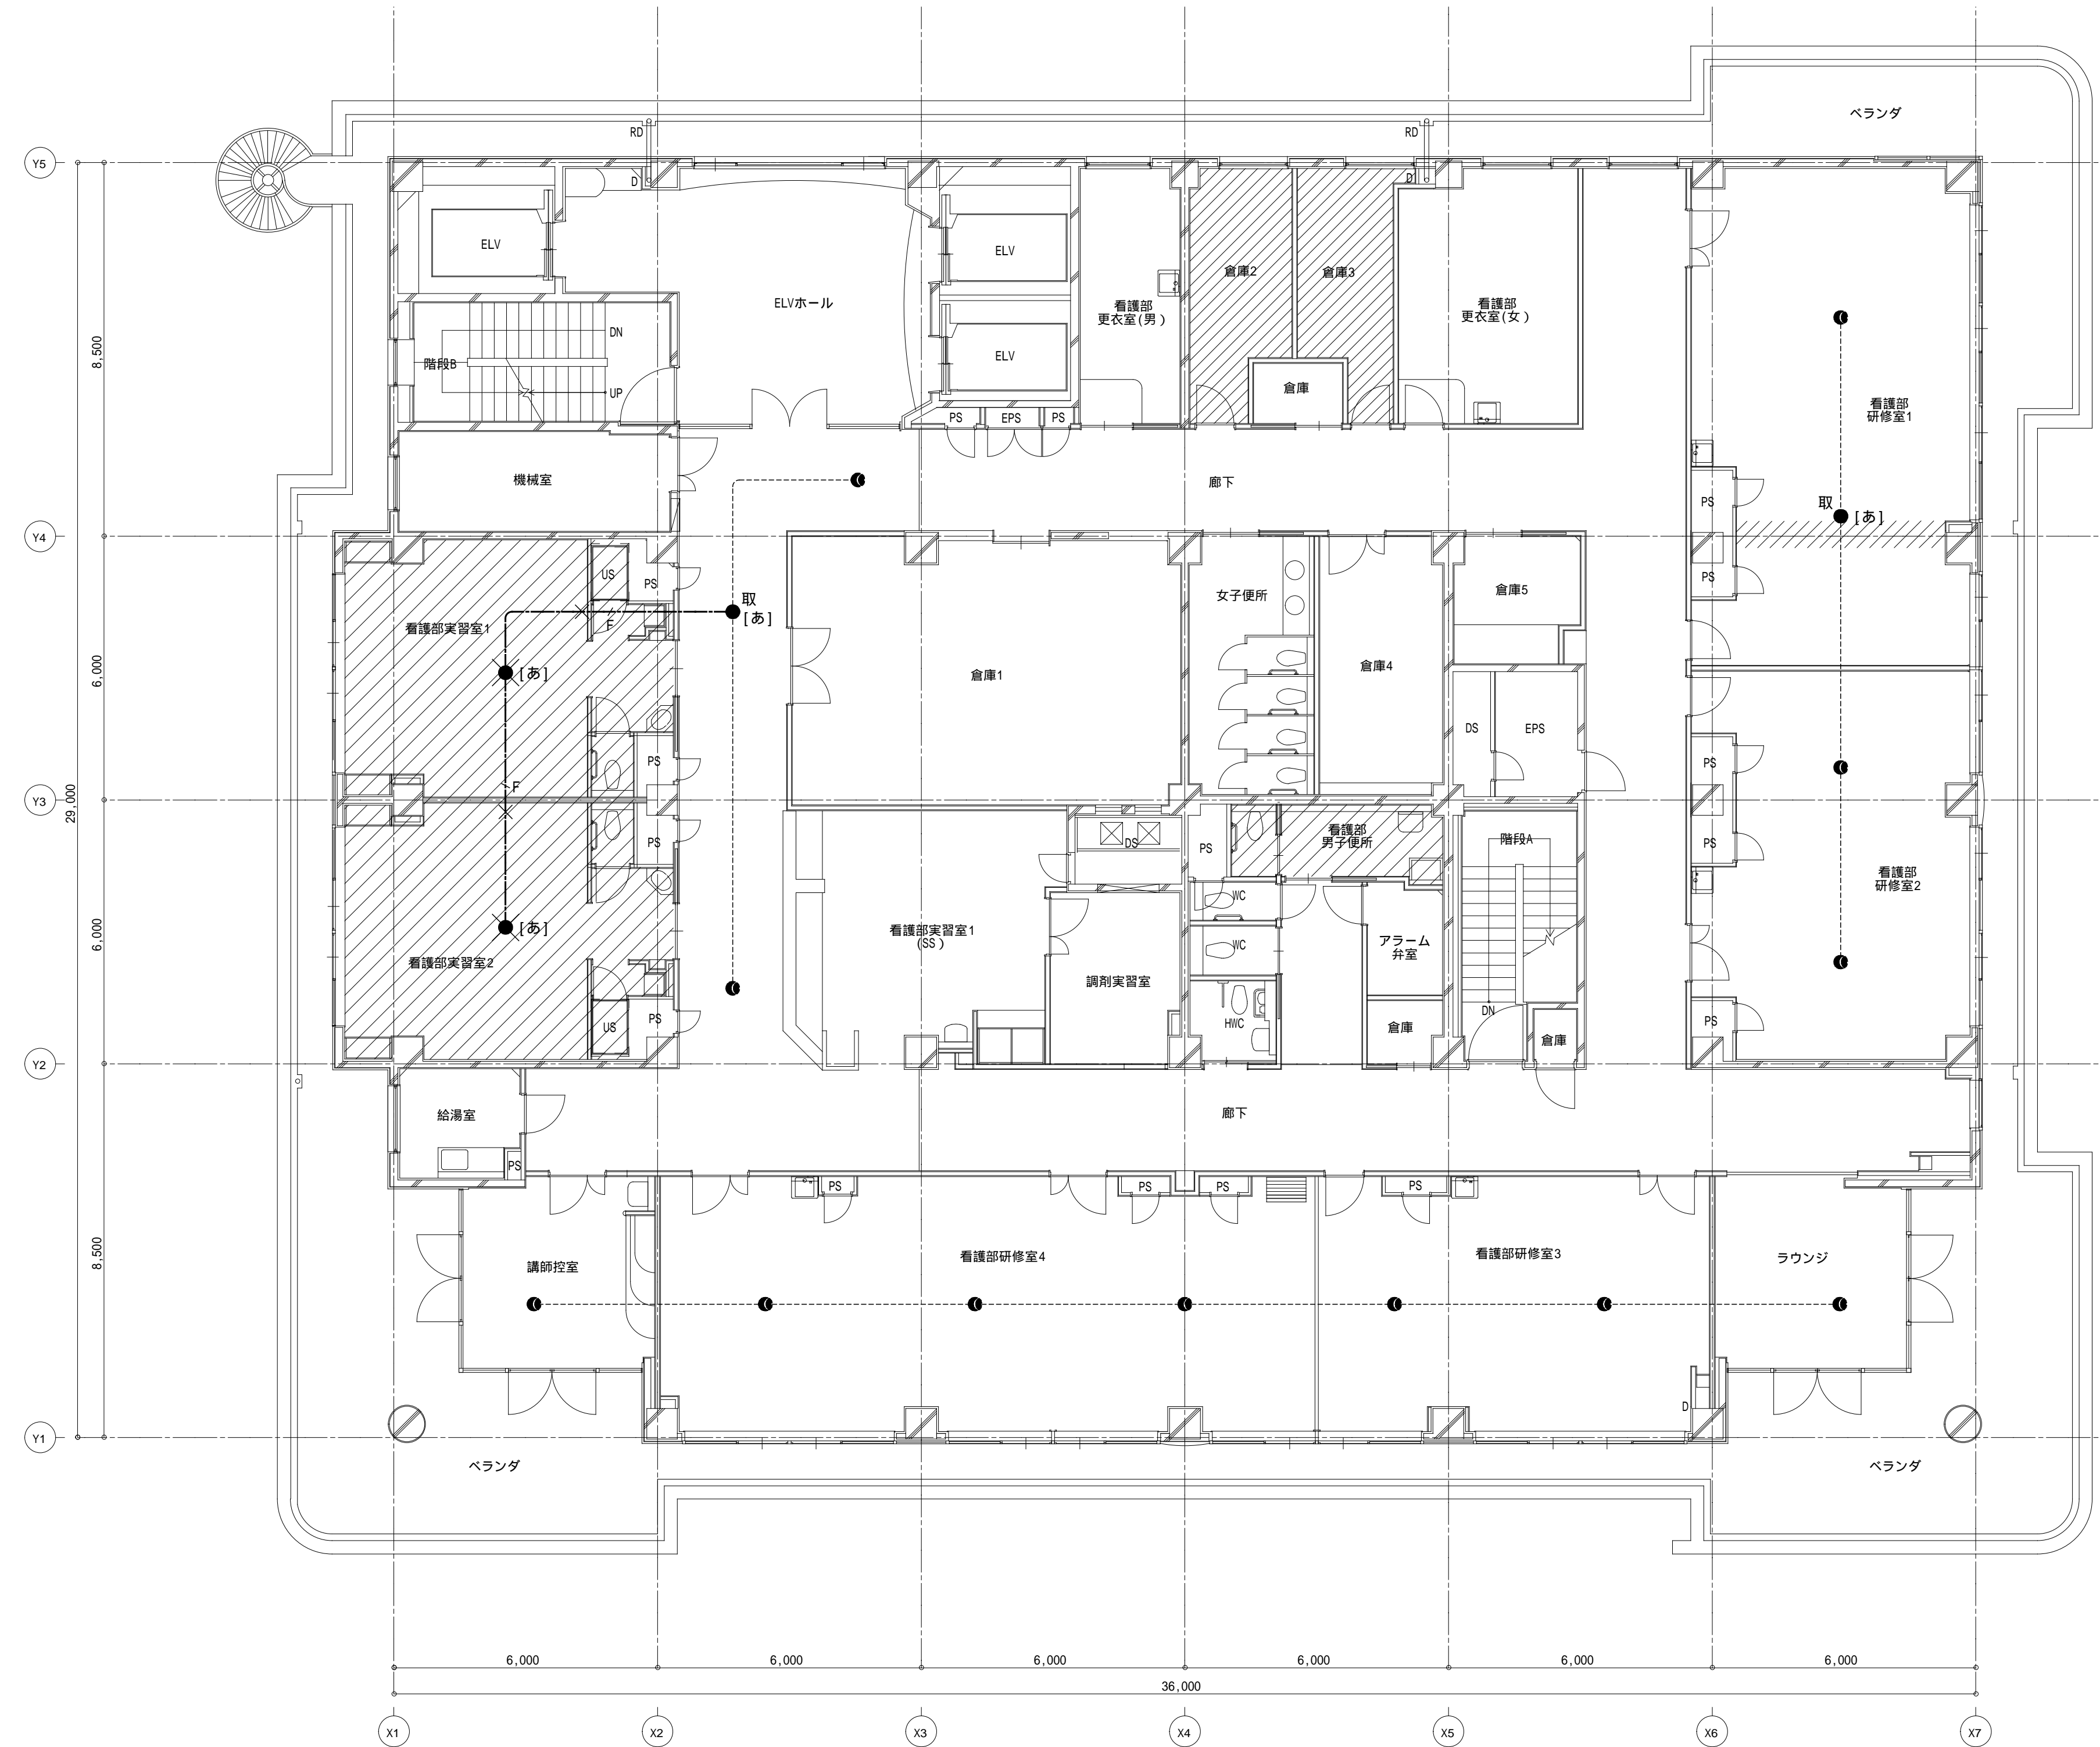 ベランダ
RD
RD
Y5
D
D
ELV
ELV
倉庫2
倉庫3
ELVホール
看護部
更衣室(男)
看護部
更衣室(女)
DN
8,500
階段B
ELV
倉庫
UP
看護部
研修室1
PS
EPS
PS
機械室
廊下
PS
取
[あ]
Y4
US
PS
PS
倉庫5
女子便所
取
[あ]
F
看護部実習室1
6,000
[あ]
倉庫1
倉庫4
DS
EPS
PS
PS
F
Y3
29,000
看護部
男子便所
階段A
PS
DS
PS
PS
看護部
研修室2
WC
[あ]
看護部実習室1
(SS)
6,000
WC
アラーム
弁室
看護部実習室2
調剤実習室
US
PS
HWC
DN
PS
倉庫
倉庫
Y2
給湯室
廊下
PS
PS
PS
PS
PS
8,500
講師控室
看護部研修室4
看護部研修室3
ラウンジ
D
Y1
ベランダ
ベランダ
6,000
6,000
6,000
6,000
6,000
6,000
36,000
X1
X2
X3
X4
X5
X6
X7